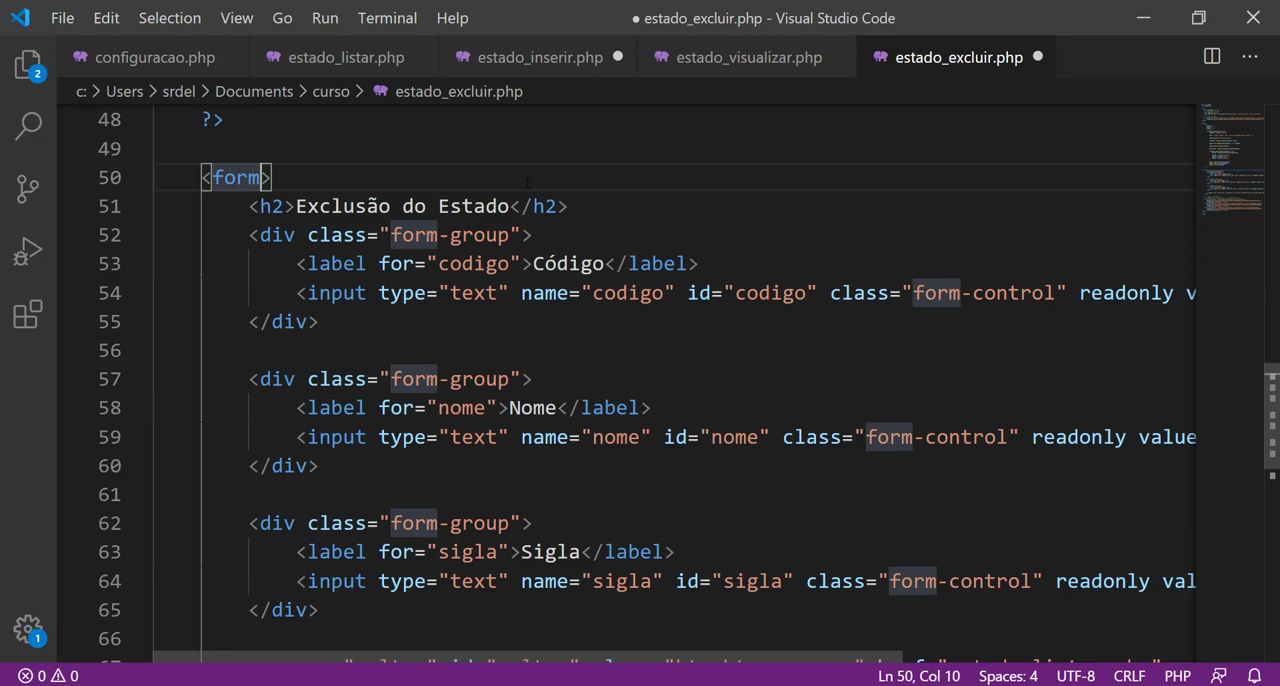 File Edit Selection View Go Run Terminal Help ● estado_excluir.php - Visual Studio Code
configuracao.php estado_listar.php estado_inserir.php estado_visualizar.php estado_excluir.php
c: > Users > srdel > Documents > curso > estado_excluir.php
48 ?>
49
50 <form>
51 <h2>Exclusão do Estado</h2>
52 <div class="form-group">
53 <label for="codigo">Código</label>
54 <input type="text" name="codigo" id="codigo" class="form-control" readonly v
55 </div>
56
57 <div class="form-group">
58 <label for="nome">Nome</label>
59 <input type="text" name="nome" id="nome" class="form-control" readonly value
60 </div>
61
62 <div class="form-group">
63 <label for="sigla">Sigla</label>
64 <input type="text" name="sigla" id="sigla" class="form-control" readonly val
65 </div>
66
2
1
0 0 Ln 50, Col 10 Spaces: 4 UTF-8 CRLF PHP